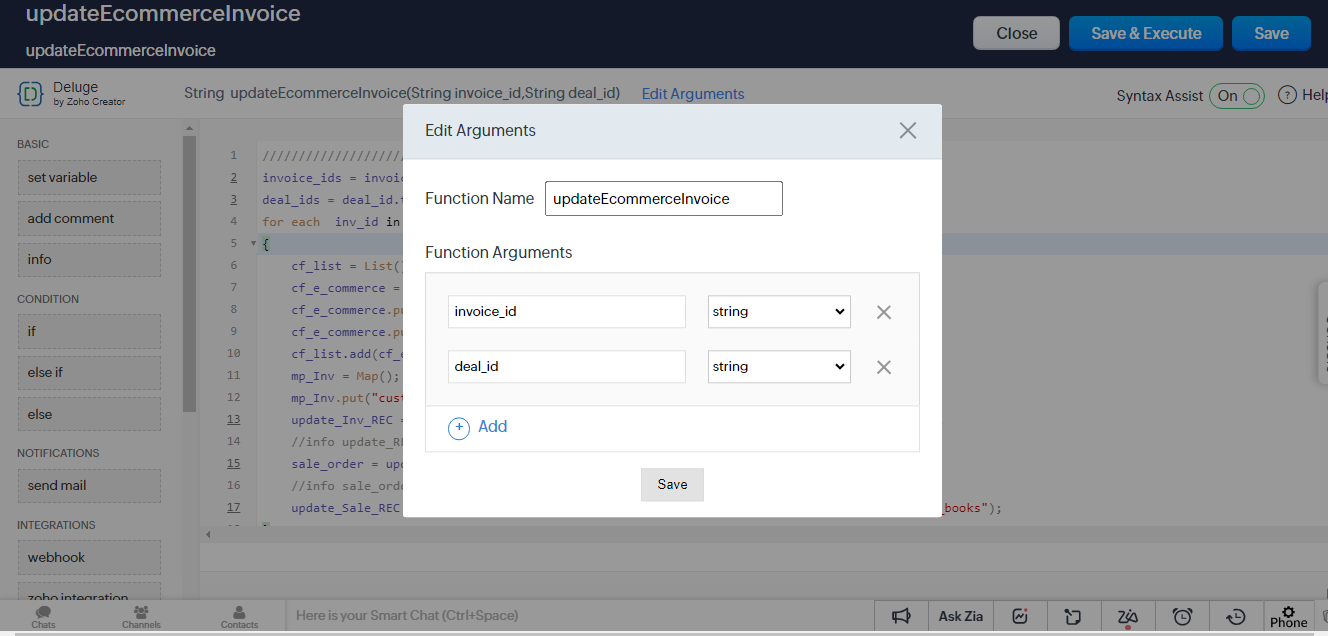 updateEcommerceInvoice
updateEcommerceInvoice
Close
Save & Execute
Save
Deluge
by Zoho Creator
String updateEcommerceInvoice(String invoice_id,String deal_id)
Edit Arguments
Syntax Assist
On
? Help
Edit Arguments
Function Name
updateEcommerceInvoice
Function Arguments
invoice_id
string
deal_id
string
+ Add
Save
BASIC
set variable
add comment
info
CONDITION
if
else if
else
NOTIFICATIONS
send mail
INTEGRATIONS
webhook
zoho integration
1 ////////////////////
2 invoice_ids = invoi
3 deal_ids = deal_id.
4 for each inv_id in
5 {
6 cf_list = List(
7 cf_e_commerce =
8 cf_e_commerce.pu
9 cf_e_commerce.pu
10 cf_list.add(cf_
11 mp_Inv = Map();
12 mp_Inv.put("cust
13 update_Inv_REC =
14 //info update_RE
15 sale_order = upd
16 //info sale_orde
17 update_Sale_REC _books");
Chats
Channels
Contacts
Here is your Smart Chat (Ctrl+Space)
Ask Zia
Phone